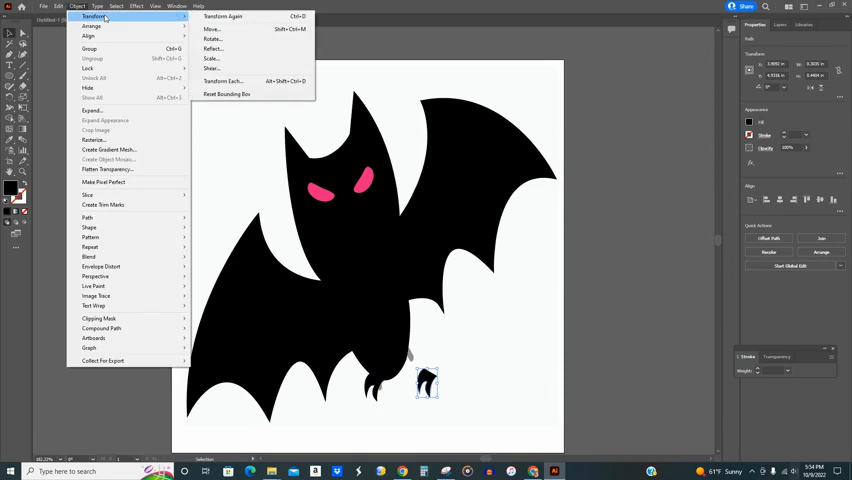 File Edit Object Type Select Effect View Window Help
Share
Transform
Arrange
Align
Group Ctrl+G
Ungroup Shift+Ctrl+G
Lock
Unlock All Alt+Ctrl+2
Hide
Show All Alt+Ctrl+3
Expand...
Expand Appearance
Crop Image
Rasterize...
Create Gradient Mesh...
Create Object Mosaic...
Flatten Transparency...
Make Pixel Perfect
Slice
Create Trim Marks
Path
Shape
Pattern
Repeat
Blend
Envelope Distort
Perspective
Live Paint
Image Trace
Text Wrap
Clipping Mask
Compound Path
Artboards
Graph
Collect For Export
Transform Again Ctrl+D
Move... Shift+Ctrl+M
Rotate...
Reflect...
Scale...
Shear...
Transform Each... Alt+Shift+Ctrl+D
Reset Bounding Box
Properties Libraries
Path
Transform
X:
W:
Y:
H:
0°
Appearance
Fill
Stroke
Opacity 100%
fx
Align
Quick Actions
Offset Path Join
Recolor Arrange
Start Global Edit
Stroke Transparency
Weight:
0° 1 Selection
Type here to search
61°F Sunny
5:54 PM
10/9/2022